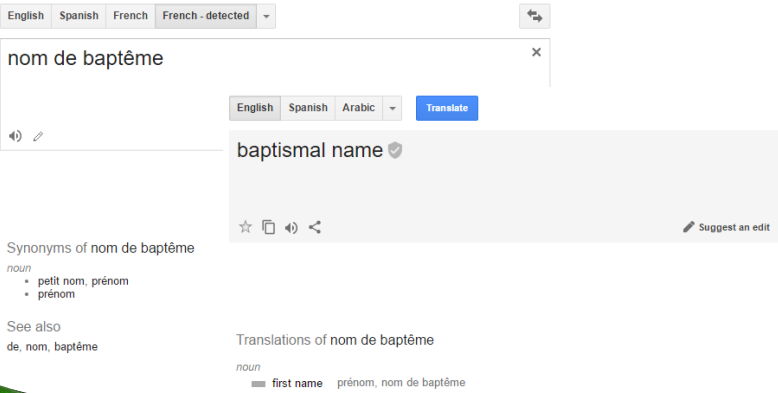 English Spanish French French - detected
nom de baptême
English Spanish Arabic Translate
baptismal name
Suggest an edit
Synonyms of nom de baptême
noun
petit nom, prénom
prénom
See also
de, nom, baptême
Translations of nom de baptême
noun
first name prénom, nom de baptême